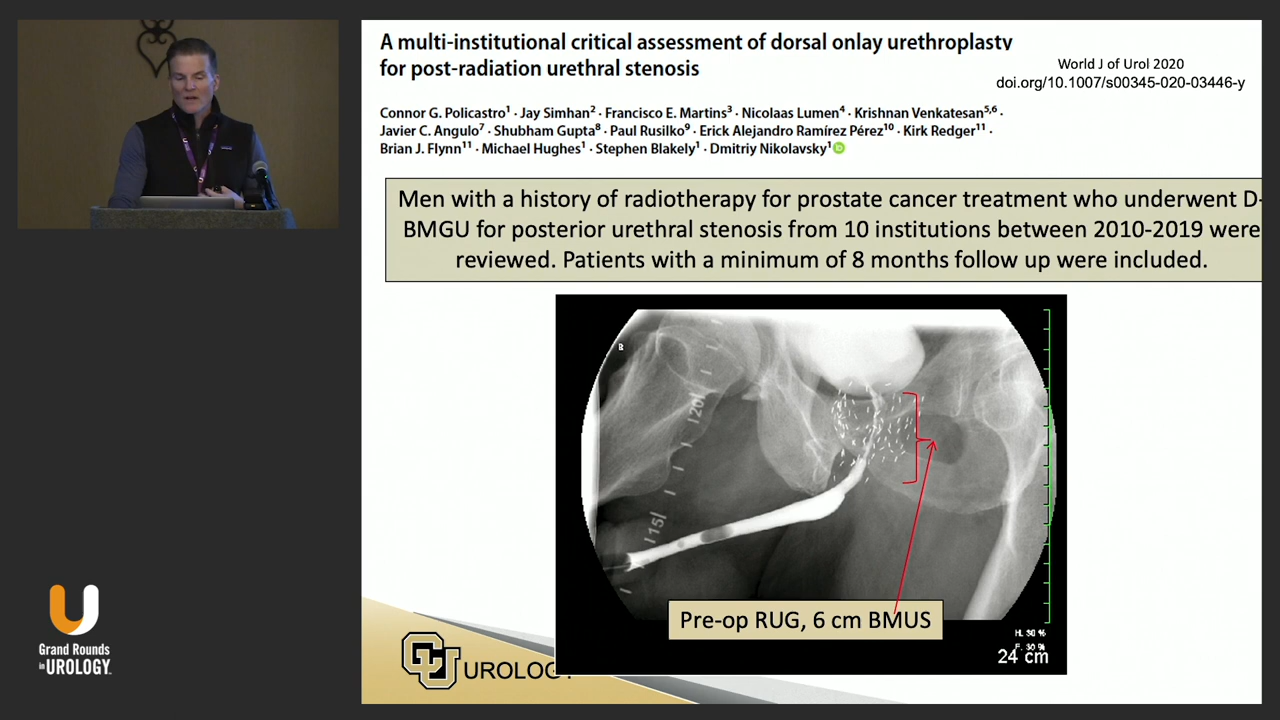 A multi-institutional critical assessment of dorsal onlay urethroplasty
for post-radiation urethral stenosis
World J of Urol 2020
doi.org/10.1007/s00345-020-03446-y
Connor G. Policastro1 · Jay Simhan2 · Francisco E. Martins3 · Nicolaas Lumen4 · Krishnan Venkatesan5,6 ·
Javier C. Angulo7 · Shubham Gupta8 · Paul Rusilko9 · Erick Alejandro Ramírez Pérez10 · Kirk Redger11 ·
Brian J. Flynn11 · Michael Hughes1 · Stephen Blakely1 · Dmitriy Nikolavsky1
Men with a history of radiotherapy for prostate cancer treatment who underwent D-
BMGU for posterior urethral stenosis from 10 institutions between 2010-2019 were
reviewed. Patients with a minimum of 8 months follow up were included.
R
20
15
Pre-op RUG, 6 cm BMUS
HL 30 %
F. 30 %
24 cm
CU UROLOGY
Grand Rounds
in UROLOGY